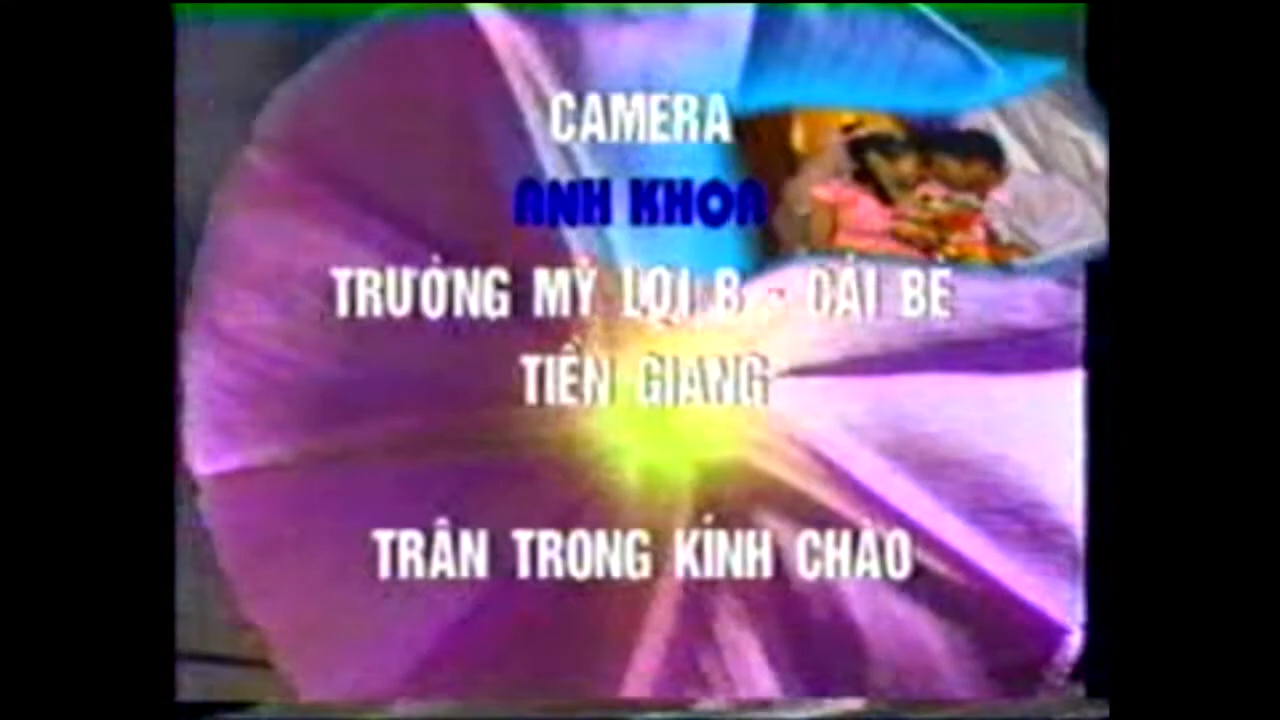 CAMERA
ANH KHOA
TRƯỜNG MỸ LỢI B - CÁI BÈ
TIỀN GIANG
TRÂN TRỌNG KÍNH CHÀO